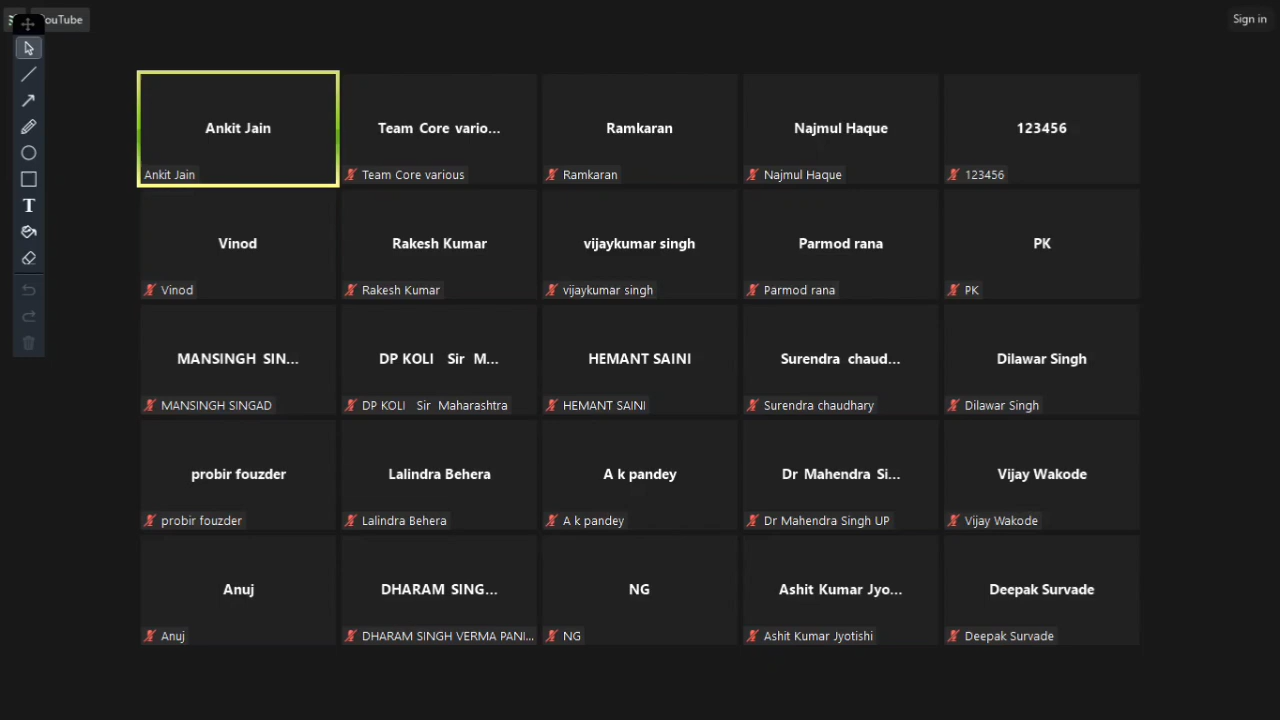 YouTube
Sign in
T
Ankit Jain
Ankit Jain
Team Core vario...
Team Core various
Ramkaran
Ramkaran
Najmul Haque
Najmul Haque
123456
123456
Vinod
Vinod
Rakesh Kumar
Rakesh Kumar
vijaykumar singh
vijaykumar singh
Parmod rana
Parmod rana
PK
PK
MANSINGH SIN...
MANSINGH SINGAD
DP KOLI Sir M...
DP KOLI Sir Maharashtra
HEMANT SAINI
HEMANT SAINI
Surendra chaud...
Surendra chaudhary
Dilawar Singh
Dilawar Singh
probir fouzder
probir fouzder
Lalindra Behera
Lalindra Behera
A k pandey
A k pandey
Dr Mahendra Si...
Dr Mahendra Singh UP
Vijay Wakode
Vijay Wakode
Anuj
Anuj
DHARAM SING...
DHARAM SINGH VERMA PANI...
NG
NG
Ashit Kumar Jyo...
Ashit Kumar Jyotishi
Deepak Survade
Deepak Survade